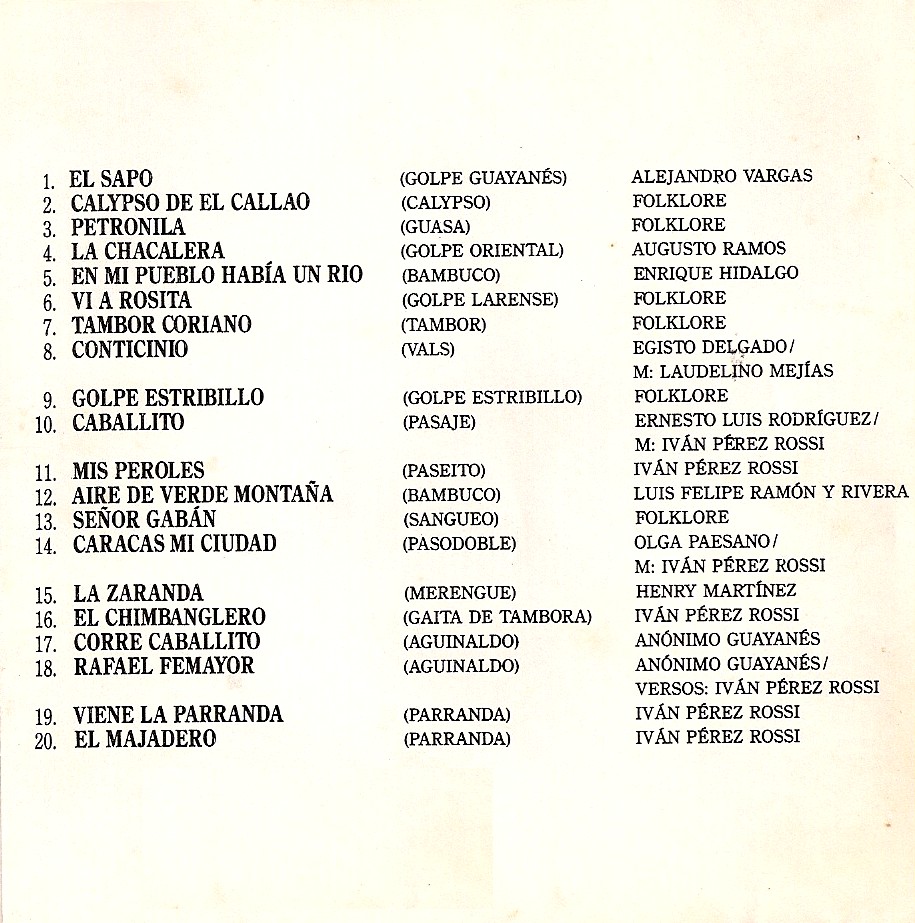 1. EL SAPO (GOLPE GUAYANÉS) ALEJANDRO VARGAS
2. CALYPSO DE EL CALLAO (CALYPSO) FOLKLORE
3. PETRONILA (GUASA) FOLKLORE
4. LA CHACALERA (GOLPE ORIENTAL) AUGUSTO RAMOS
5. EN MI PUEBLO HABÍA UN RIO (BAMBUCO) ENRIQUE HIDALGO
6. VI A ROSITA (GOLPE LARENSE) FOLKLORE
7. TAMBOR CORIANO (TAMBOR) FOLKLORE
8. CONTICINIO (VALS) EGISTO DELGADO/
M: LAUDELINO MEJÍAS
9. GOLPE ESTRIBILLO (GOLPE ESTRIBILLO) FOLKLORE
10. CABALLITO (PASAJE) ERNESTO LUIS RODRÍGUEZ/
M: IVÁN PÉREZ ROSSI
11. MIS PEROLES (PASEITO) IVÁN PÉREZ ROSSI
12. AIRE DE VERDE MONTAÑA (BAMBUCO) LUIS FELIPE RAMÓN Y RIVERA
13. SEÑOR GABÁN (SANGUEO) FOLKLORE
14. CARACAS MI CIUDAD (PASODOBLE) OLGA PAESANO/
M: IVÁN PÉREZ ROSSI
15. LA ZARANDA (MERENGUE) HENRY MARTÍNEZ
16. EL CHIMBANGLERO (GAITA DE TAMBORA) IVÁN PÉREZ ROSSI
17. CORRE CABALLITO (AGUINALDO) ANÓNIMO GUAYANÉS
18. RAFAEL FEMAYOR (AGUINALDO) ANÓNIMO GUAYANÉS/
VERSOS: IVÁN PÉREZ ROSSI
19. VIENE LA PARRANDA (PARRANDA) IVÁN PÉREZ ROSSI
20. EL MAJADERO (PARRANDA) IVÁN PÉREZ ROSSI